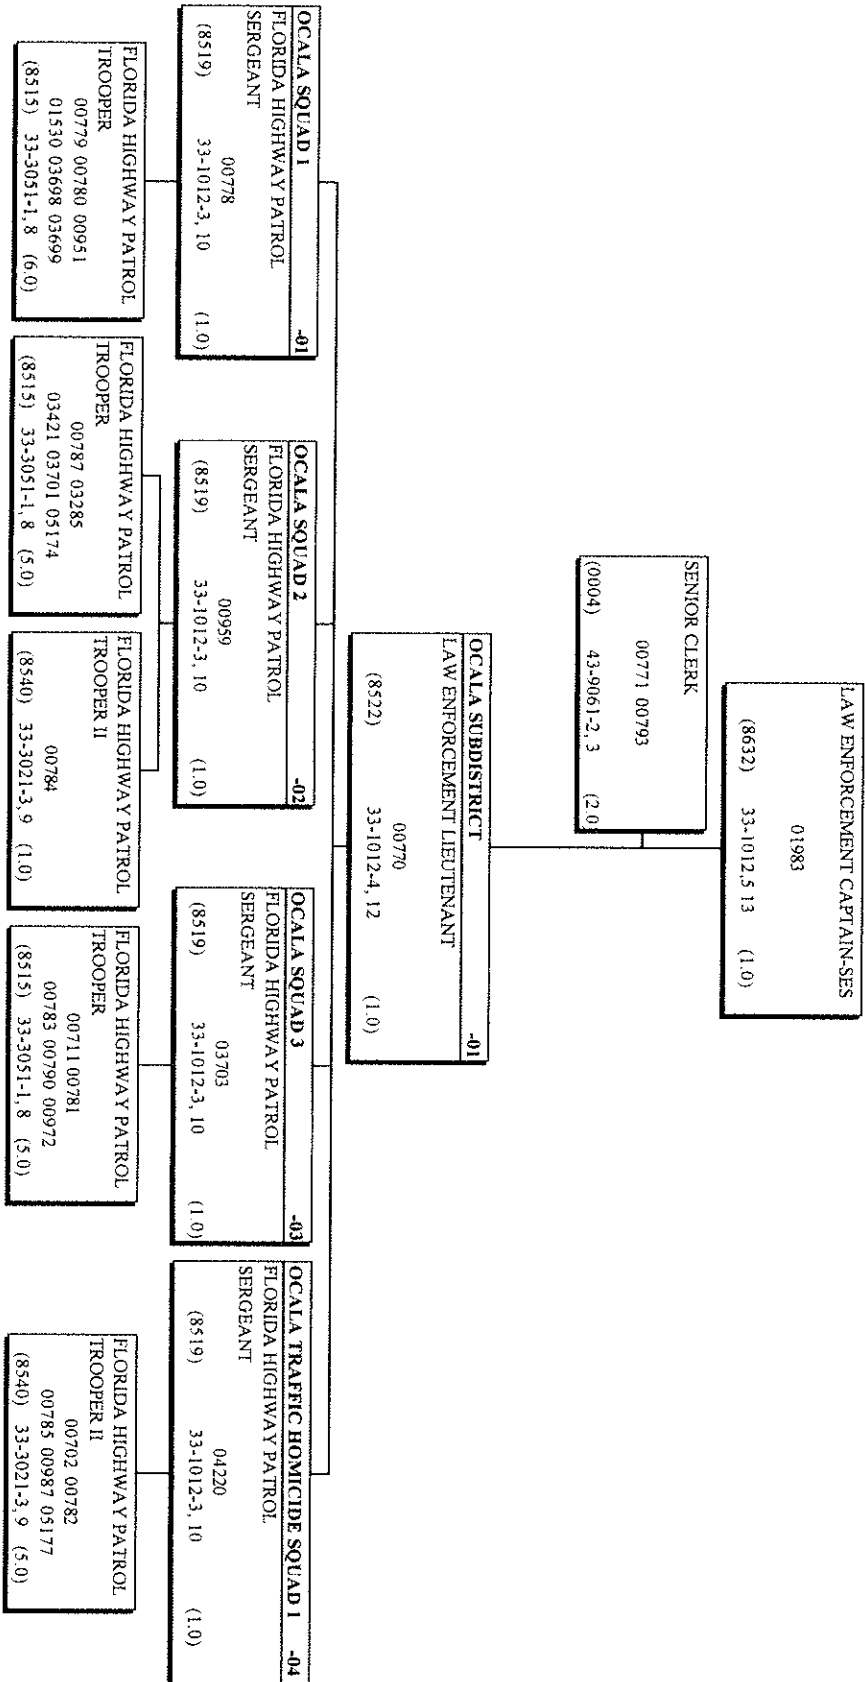 LAW ENFORCEMENT CAPTAIN-SES
01983
(8632) 33-1012,5 13 (1.0)
SENIOR CLERK
00771 00793
(0004) 43-9061-2, 3 (2.0)
OCALA SUBDISTRICT -01
LAW ENFORCEMENT LIEUTENANT
00770
(8522) 33-1012-4, 12 (1.0)
OCALA SQUAD 1 -01
FLORIDA HIGHWAY PATROL
SERGEANT
00778
(8519) 33-1012-3, 10 (1.0)
OCALA SQUAD 2 -02
FLORIDA HIGHWAY PATROL
SERGEANT
00959
(8519) 33-1012-3, 10 (1.0)
OCALA SQUAD 3 -03
FLORIDA HIGHWAY PATROL
SERGEANT
03703
(8519) 33-1012-3, 10 (1.0)
OCALA TRAFFIC HOMICIDE SQUAD 1 -04
FLORIDA HIGHWAY PATROL
SERGEANT
04220
(8519) 33-1012-3, 10 (1.0)
FLORIDA HIGHWAY PATROL
TROOPER
00779 00780 00951
01530 03698 03699
(8515) 33-3051-1, 8 (6.0)
FLORIDA HIGHWAY PATROL
TROOPER
00787 03285
03421 03701 05174
(8515) 33-3051-1, 8 (5.0)
FLORIDA HIGHWAY PATROL
TROOPER II
00784
(8540) 33-3021-3, 9 (1.0)
FLORIDA HIGHWAY PATROL
TROOPER
00711 00781
00783 00790 00972
(8515) 33-3051-1, 8 (5.0)
FLORIDA HIGHWAY PATROL
TROOPER II
00702 00782
00785 00987 05177
(8540) 33-3021-3, 9 (5.0)